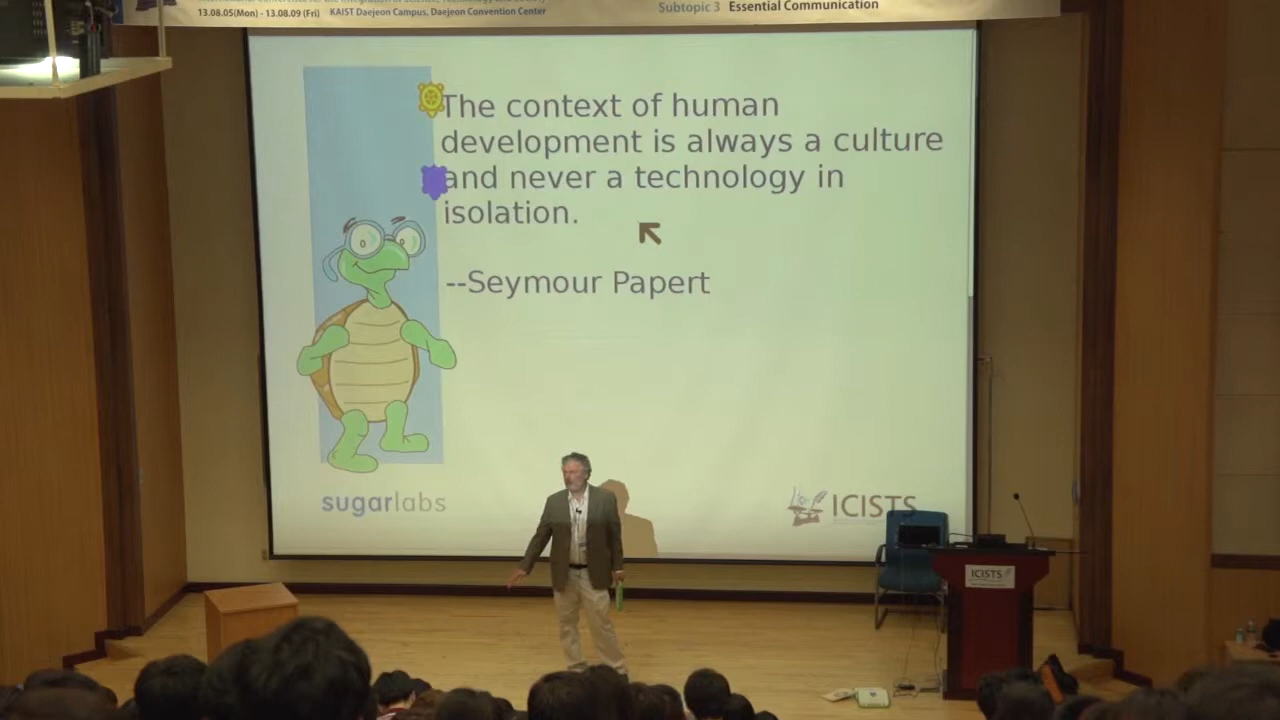 13.08.05(Mon) - 13.08.09 (Fri) KAIST Daejeon Campus, Daejeon Convention Center
Subtopic 3 Essential Communication
The context of human
development is always a culture
and never a technology in
isolation.
--Seymour Papert
sugarlabs
ICISTS
ICISTS